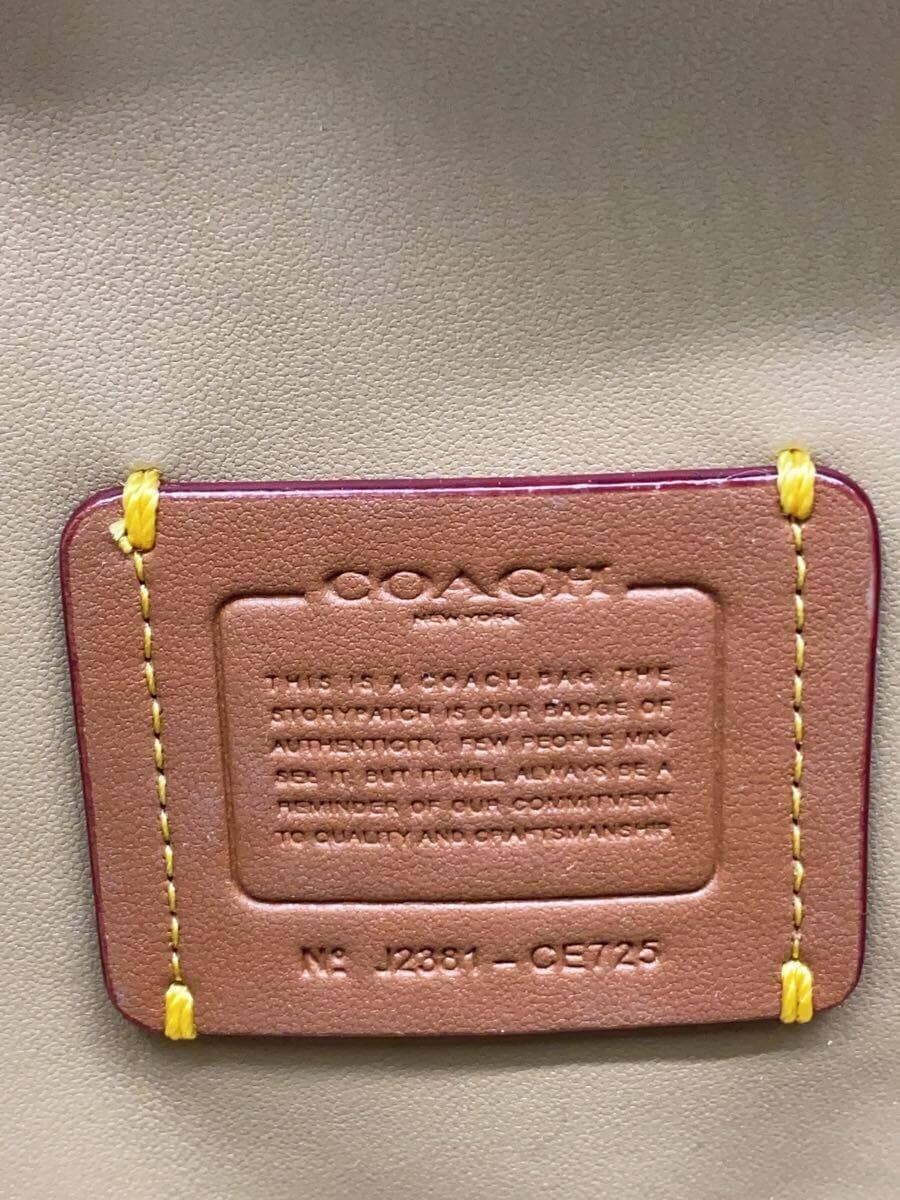 COACH
NEW YORK
THIS IS A COACH BAG. THE
STORYPATCH IS OUR BADGE OF
AUTHENTICITY. FEW PEOPLE MAY
SEE IT, BUT IT WILL ALWAYS BE A
REMINDER OF OUR COMMITMENT
TO QUALITY AND CRAFTSMANSHIP.
Nº J2381 - CE725